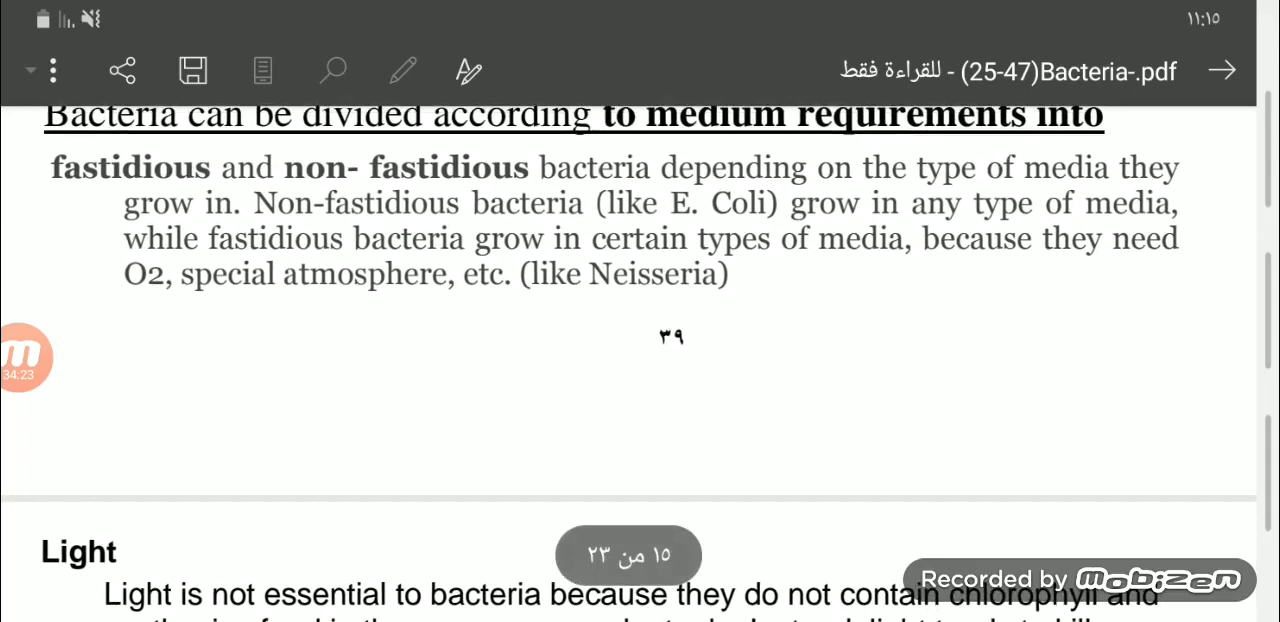 ١١:١٥
للقراءة فقط - (25-47)Bacteria-.pdf
Bacteria can be divided according to medium requirements into
fastidious and non- fastidious bacteria depending on the type of media they
grow in. Non-fastidious bacteria (like E. Coli) grow in any type of media,
while fastidious bacteria grow in certain types of media, because they need
O2, special atmosphere, etc. (like Neisseria)
٣٩
34:23
Light
١٥ من ٢٣
Recorded by Mobizen
Light is not essential to bacteria because they do not contain chlorophyll and